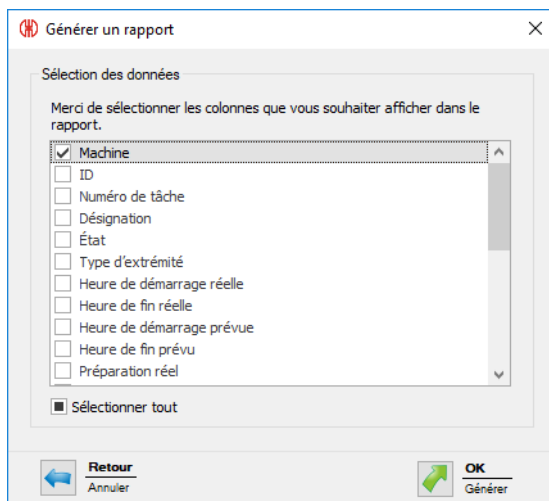 Générer un rapport
Sélection des données
Merci de sélectionner les colonnes que vous souhaiter afficher dans le
rapport.
Machine
ID
Numéro de tâche
Désignation
État
Type d'extrémité
Heure de démarrage réelle
Heure de fin réelle
Heure de démarrage prévue
Heure de fin prévu
Préparation réel
Sélectionner tout
Retour
Annuler
OK
Générer